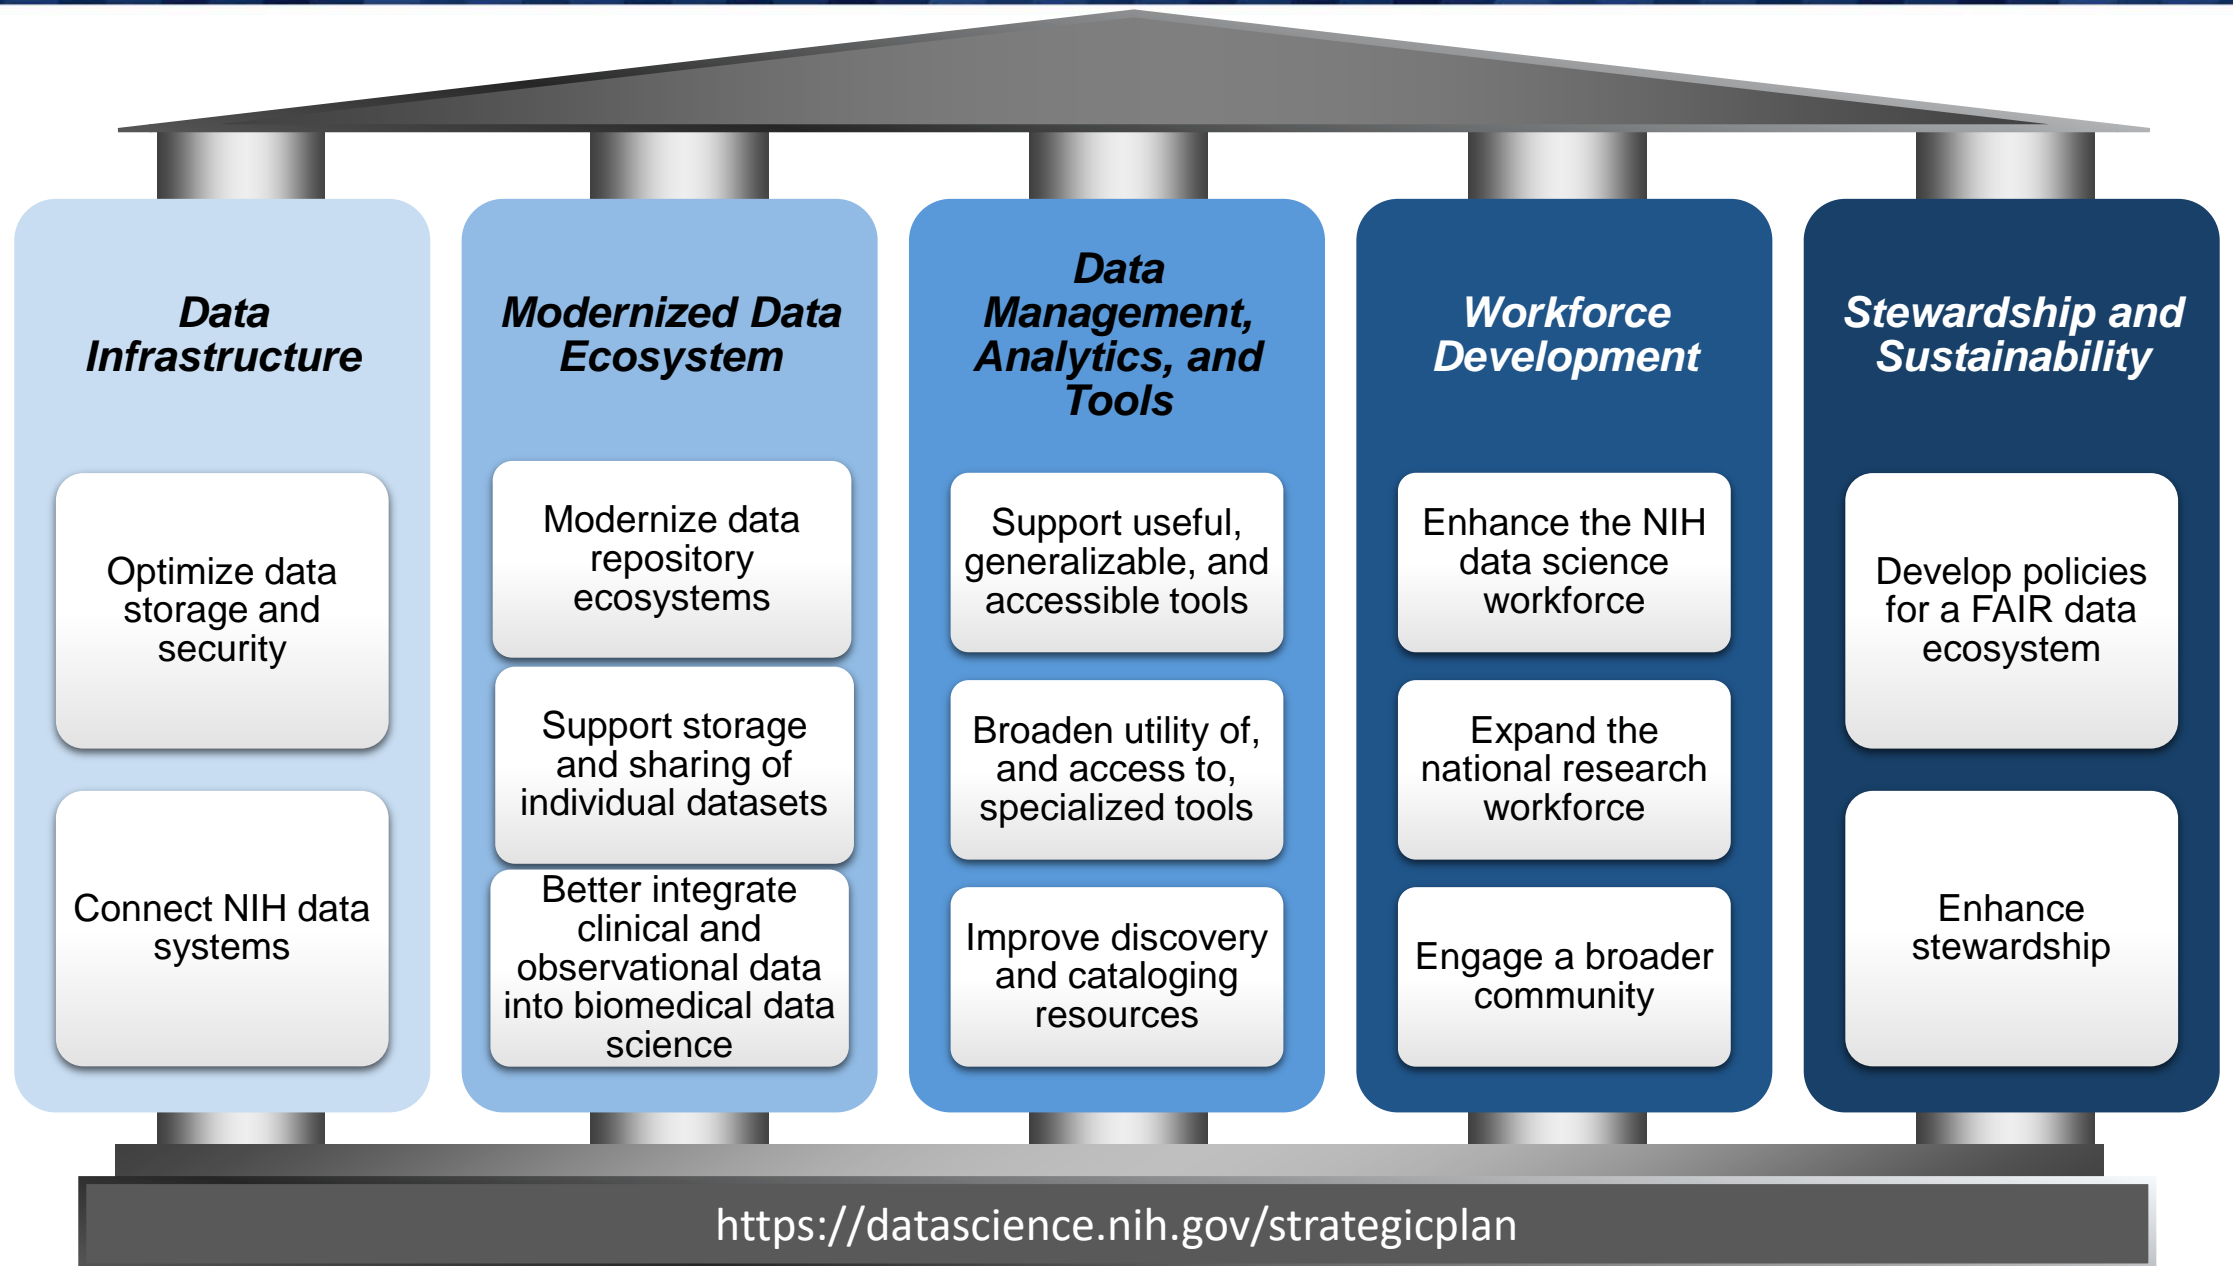 Data
Infrastructure
Optimize data
storage and
security
Connect NIH data
systems
Modernized Data
Ecosystem
Modernize data
repository
ecosystems
Support storage
and sharing of
individual datasets
Better integrate
clinical and
observational data
into biomedical data
science
Data
Management,
Analytics, and
Tools
Support useful,
generalizable, and
accessible tools
Broaden utility of,
and access to,
specialized tools
Improve discovery
and cataloging
resources
Workforce
Development
Enhance the NIH
data science
workforce
Expand the
national research
workforce
Engage a broader
community
Stewardship and
Sustainability
Develop policies
for a FAIR data
ecosystem
Enhance
stewardship
https://datascience.nih.gov/strategicplan